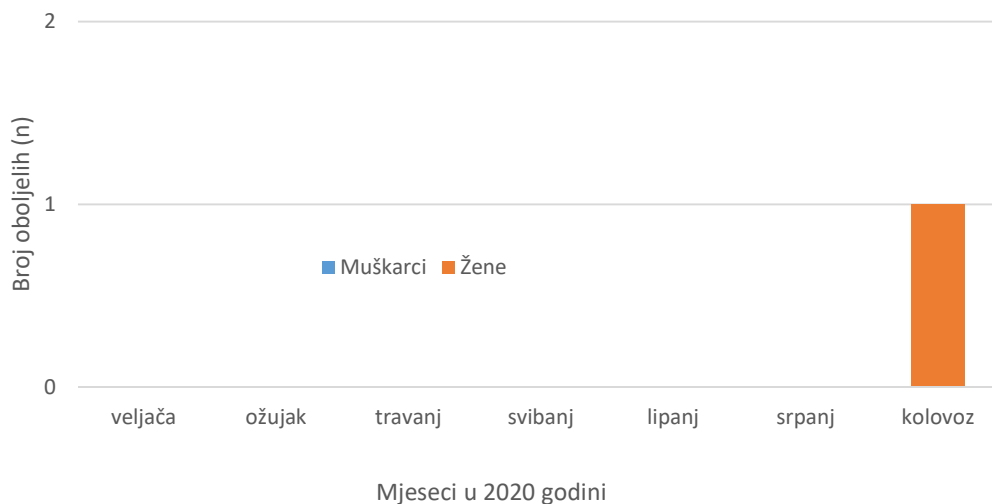 2
1
0
Broj oboljelih (n)
Muškarci Žene
veljača ožujak travanj svibanj lipanj srpanj kolovoz
Mjeseci u 2020 godini